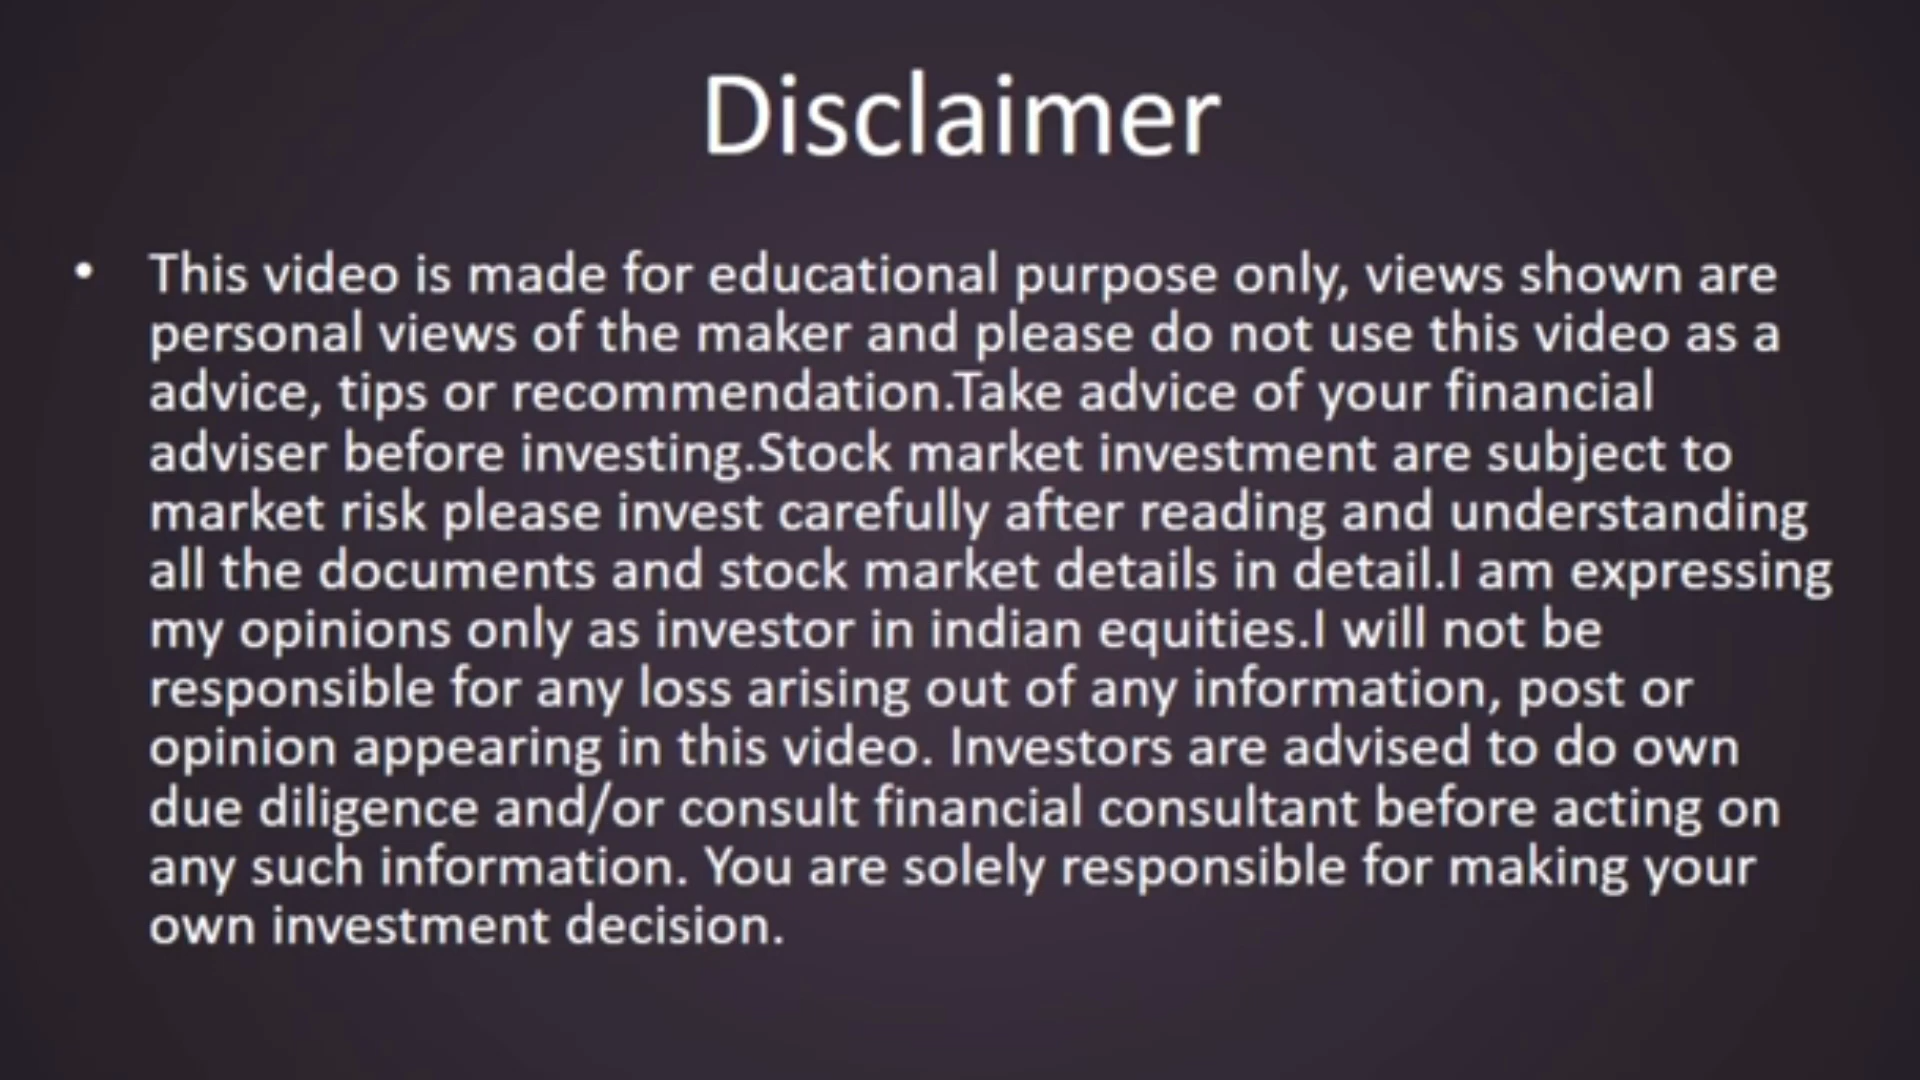 Disclaimer
• This video is made for educational purpose only, views shown are
personal views of the maker and please do not use this video as a
advice, tips or recommendation.Take advice of your financial
adviser before investing.Stock market investment are subject to
market risk please invest carefully after reading and understanding
all the documents and stock market details in detail.I am expressing
my opinions only as investor in indian equities.I will not be
responsible for any loss arising out of any information, post or
opinion appearing in this video. Investors are advised to do own
due diligence and/or consult financial consultant before acting on
any such information. You are solely responsible for making your
own investment decision.